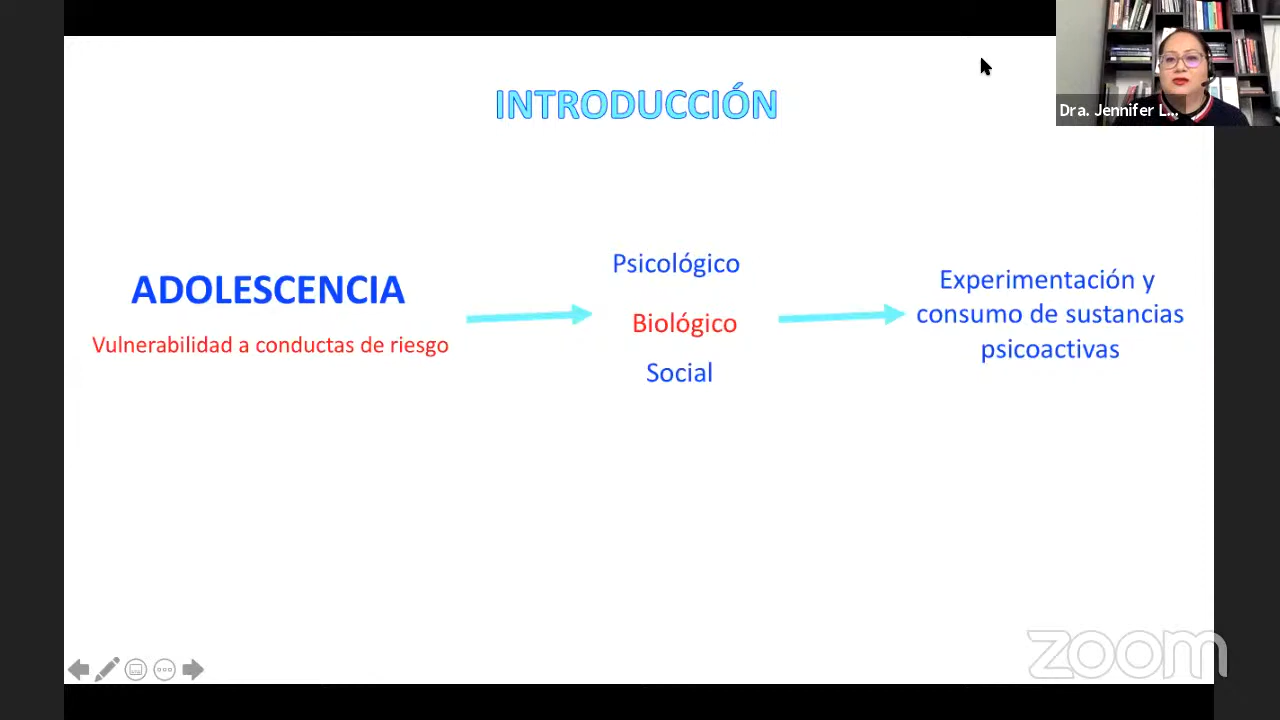 INTRODUCCIÓN
Dra. Jennifer L...
ADOLESCENCIA
Vulnerabilidad a conductas de riesgo
Psicológico
Biológico
Social
Experimentación y
consumo de sustancias
psicoactivas
zoom